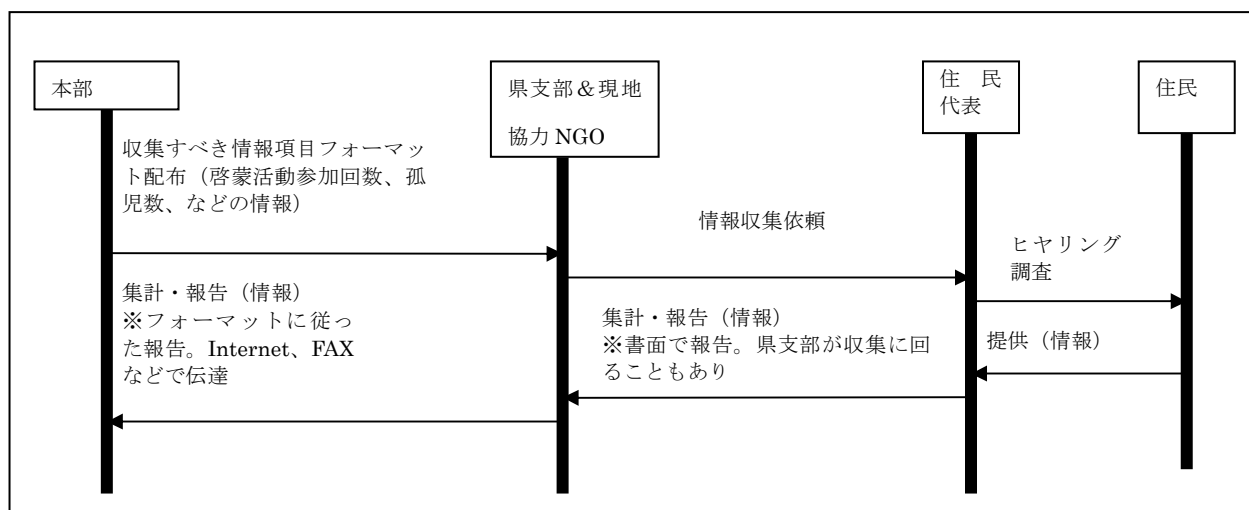 本部
県支部&現地
協力 NGO
住 民
代表
住民
収集すべき情報項目フォーマッ
ト配布（啓蒙活動参加回数、孤
児数、などの情報）
情報収集依頼
ヒヤリング
調査
集計・報告（情報）
※フォーマットに従っ
た報告。Internet、FAX
などで伝達
集計・報告（情報）
※書面で報告。県支部が収集に回
ることもあり
提供（情報）